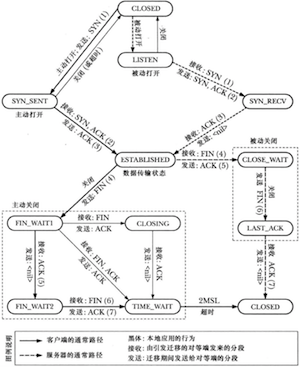 CLOSED
主动打开;发送: SYN (1)
关闭 (或超时)
被动打开
关闭
LISTEN
被动打开
接收: SYN (1)
发送: SYN, ACK (2)
SYN_SENT
主动打开
SYN_RECV
接收: SYN, ACK (2)
发送: ACK (3)
接收: ACK (3)
发送: <nil>
ESTABLISHED
数据传输状态
接收: FIN (4)
发送: ACK (5)
被动关闭
CLOSE_WAIT
关闭
发送: FIN (6)
LAST_ACK
接收: ACK (7)
发送: <nil>
CLOSED
关闭
发送: FIN (4)
主动关闭
FIN_WAIT1
接收: FIN
发送: ACK
CLOSING
接收: ACK (5)
发送: <nil>
接收: FIN, ACK
发送: ACK
接收: ACK
发送: <nil>
FIN_WAIT2
接收: FIN (6)
发送: ACK (7)
TIME_WAIT
2MSL
超时
图例说明
客户端的通常路径
服务器的通常路径
黑体: 本地应用的行为
接收: 由引发迁移的对等端发来的分段
发送: 迁移期间发送给对等端的分段